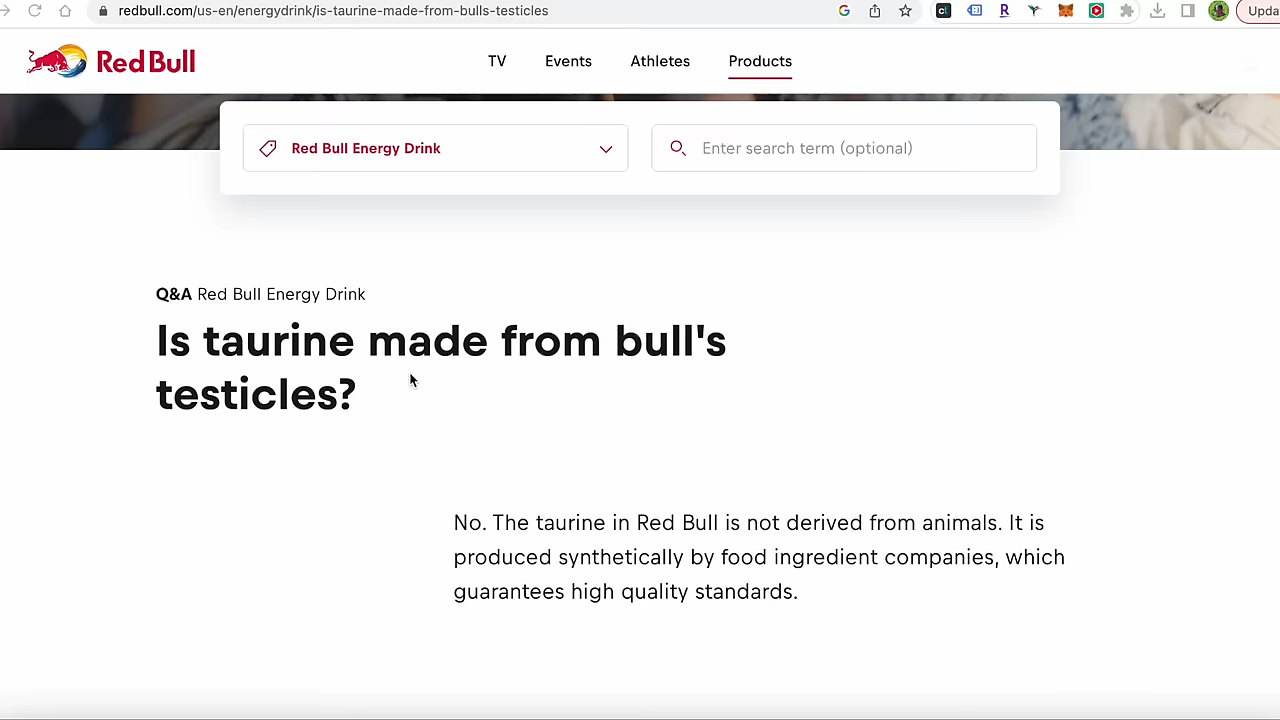 redbull.com/us-en/energydrink/is-taurine-made-from-bulls-testicles
Upda
Red Bull
TV
Events
Athletes
Products
Red Bull Energy Drink
Enter search term (optional)
Q&A Red Bull Energy Drink
Is taurine made from bull's
testicles?
No. The taurine in Red Bull is not derived from animals. It is
produced synthetically by food ingredient companies, which
guarantees high quality standards.